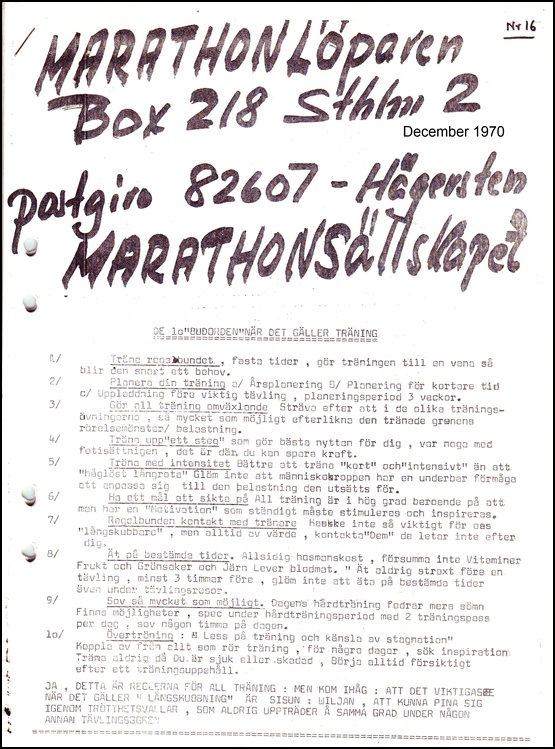 Nr 16
MARATHONLöparen
Box 218 Sthlm 2
December 1970
postgiro 82607 - Hägersten
MARATHONSällskapet
DE 1o"BUDORDEN"NÄR DET GÄLLER TRÄNING
1/ Träna regelbundet , fasta tider , gör träningen till en vana så
blir den snart ett behov.
2/ Planera din träning a/ Årsplanering B/ Planering för kortare tid
c/ Uppladdning före viktig tävling , planeringsperiod 3 veckor.
3/ Gör all träning omväxlande Sträva efter att i de olika tränings-
övningarna , så mycket som möjligt efterlikna den tränade grenens
rörelsemönster/ belastning.
4/ Träna upp"ett steg" som gör bästa nyttan för dig , var noga med
fotisättningen , det är där du kan spara kraft.
5/ Träna med intensitet Bättre att träna "kort" och"intensivt" än att
"håglöst långrota" Glöm inte att människokroppen har en underbar förmåga
att anpassa sig till den belastning den utsätts för.
6/ Ha ett mål att sikta på All träning är i hög grad beroende på att
man har en "Motivation" som ständigt måste stimuleras och inspireras.
7/ Regelbunden kontakt med tränare Kanske inte så viktigt för oss
"långskubbare" , men alltid av värde , kontakta"Dem" de letar inte efter
dig.
8/ Ät på bestämda tider. Allsidig husmanskost , försumma inte Vitaminer
Frukt och Grönsaker och Järn Lever blodmat. " Ät aldrig straxt före en
tävling , minst 3 timmar före , glöm inte att äta på bestämda tider
även under tävlingsresor.
9/ Sov så mycket som möjligt. Dagens hårdträning fodrar mera sömn
Finns möjligheter , spec under hårdträningsperiod med 2 träningspass
per dag , sov någon timma på dagen.
1o/ Överträning : " Less på träning och känsla av stagnation"
Koppla av från allt som rör träning , för några dagar , sök inspiration
Träna aldrig då Du är sjuk eller skadad , Börja alltid försiktigt
efter ett träningsuppehåll.
JA , DETTA ÄR REGLERNA FÖR ALL TRÄNING : MEN KOM IHÅG : ATT DET VIKTIGASTE
NÄR DET GÄLLER " LÅNGSKUBBNING" ÄR SISUN : VILJAN , ATT KUNNA PINA SIG
IGENOM TRÖTTHETSVALLAR , SOM ALDRIG UPPTRÄDER Å SAMMA GRAD UNDER NÅGON
ANNAN TÄVLINGSGREN